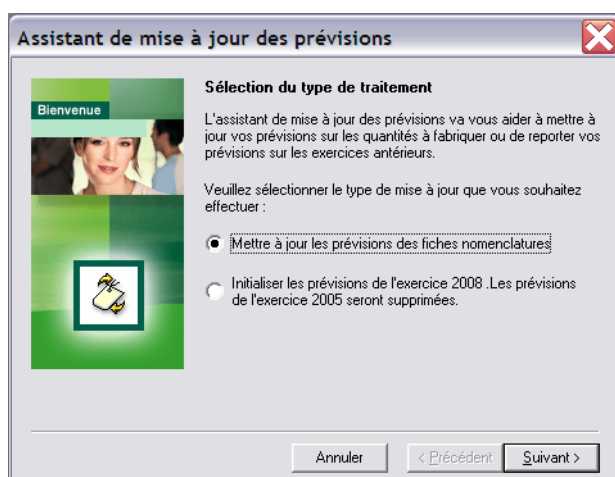 Assistant de mise à jour des prévisions
Bienvenue
Sélection du type de traitement
L'assistant de mise à jour des prévisions va vous aider à mettre à
jour vos prévisions sur les quantités à fabriquer ou de reporter vos
prévisions sur les exercices antérieurs.
Veuillez sélectionner le type de mise à jour que vous souhaitez
effectuer :
Mettre à jour les prévisions des fiches nomenclatures
Initialiser les prévisions de l'exercice 2008 .Les prévisions
de l'exercice 2005 seront supprimées.
Annuler
< Précédent
Suivant >